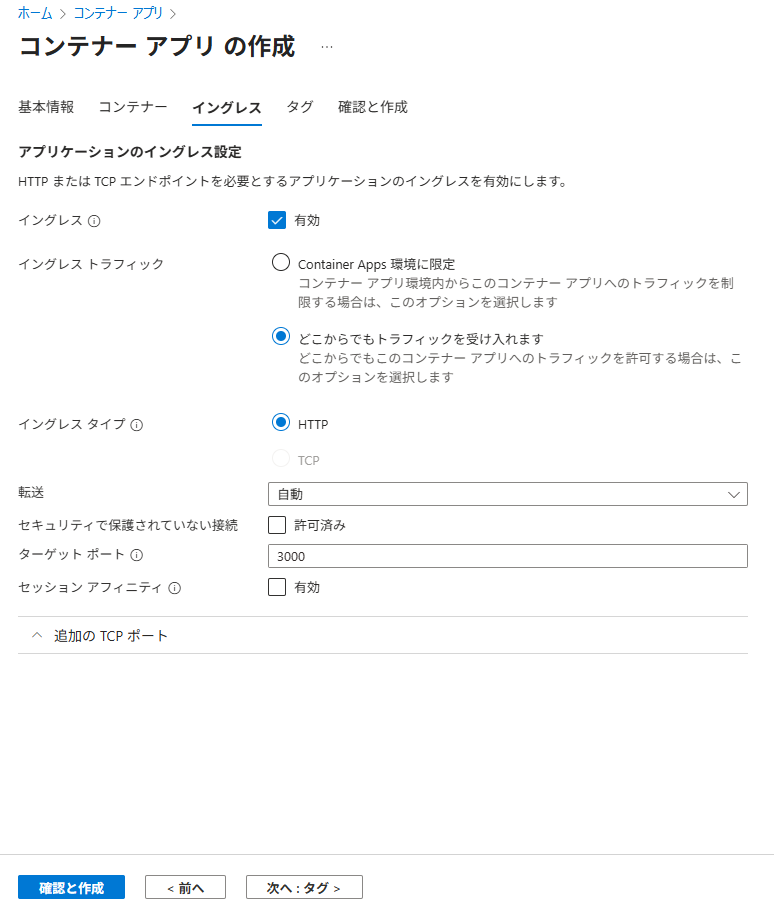 ホーム > コンテナー アプリ >
コンテナー アプリ の作成 …
基本情報 コンテナー イングレス タグ 確認と作成
アプリケーションのイングレス設定
HTTP または TCP エンドポイントを必要とするアプリケーションのイングレスを有効にします。
イングレス 有効
イングレス トラフィック Container Apps 環境に限定
コンテナー アプリ環境内からこのコンテナー アプリへのトラフィックを制
限する場合は、このオプションを選択します
どこからでもトラフィックを受け入れます
どこからでもこのコンテナー アプリへのトラフィックを許可する場合は、こ
のオプションを選択します
イングレス タイプ HTTP
TCP
転送 自動
セキュリティで保護されていない接続 許可済み
ターゲット ポート 3000
セッション アフィニティ 有効
追加の TCP ポート
確認と作成 < 前へ 次へ : タグ >